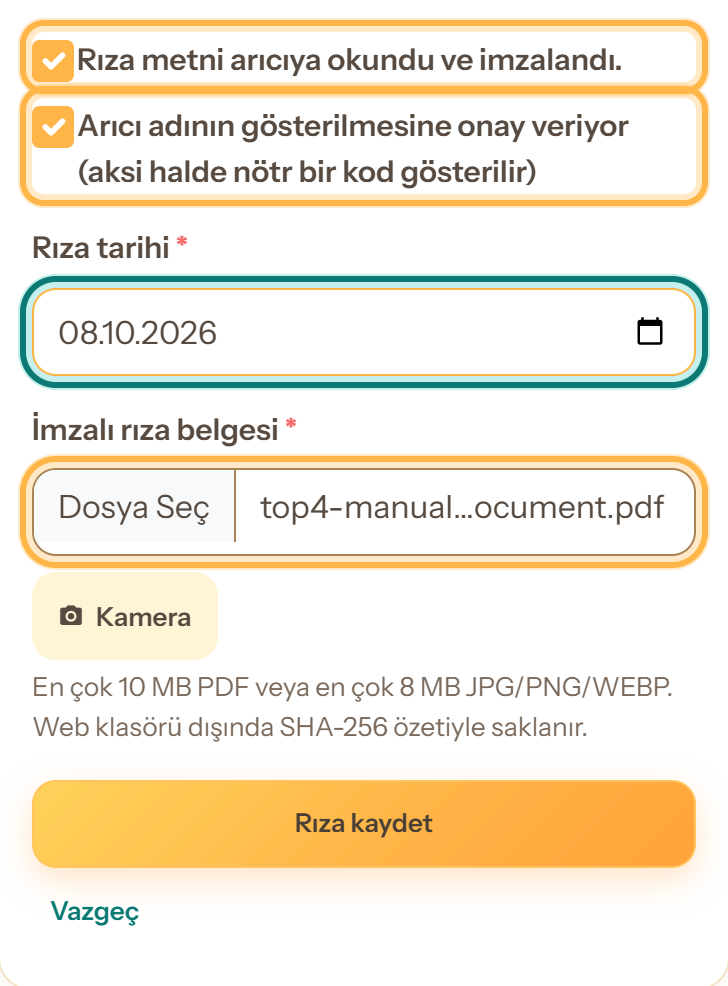 Rıza metni arıcıya okundu ve imzalandı.
Arıcı adının gösterilmesine onay veriyor
(aksi halde nötr bir kod gösterilir)
Rıza tarihi *
08.10.2026
İmzalı rıza belgesi *
Dosya Seç top4-manual...ocument.pdf
Kamera
En çok 10 MB PDF veya en çok 8 MB JPG/PNG/WEBP.
Web klasörü dışında SHA-256 özetiyle saklanır.
Rıza kaydet
Vazgeç